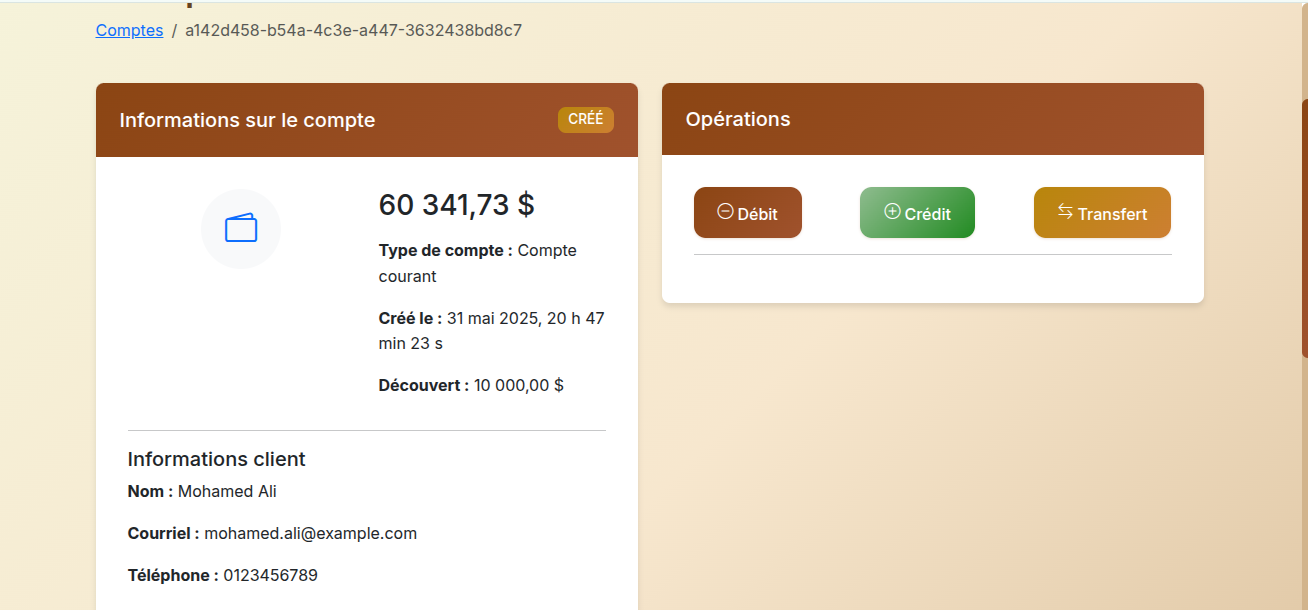 Comptes / a142d458-b54a-4c3e-a447-3632438bd8c7
Informations sur le compte
CRÉÉ
60 341,73 $
Type de compte : Compte
courant
Créé le : 31 mai 2025, 20 h 47
min 23 s
Découvert : 10 000,00 $
Informations client
Nom : Mohamed Ali
Courriel : mohamed.ali@example.com
Téléphone : 0123456789
Opérations
Débit
Crédit
Transfert